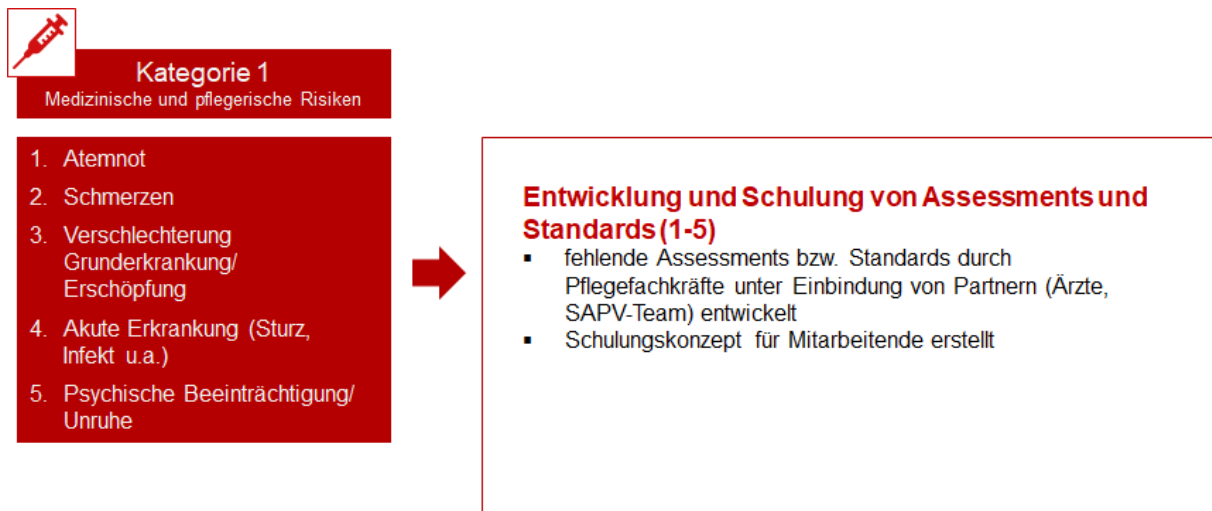 Kategorie 1
Medizinische und pflegerische Risiken
1. Atemnot
2. Schmerzen
3. Verschlechterung
Grunderkrankung/
Erschöpfung
4. Akute Erkrankung (Sturz,
Infekt u.a.)
5. Psychische Beeinträchtigung/
Unruhe
Entwicklung und Schulung von Assessments und
Standards (1-5)
▪ fehlende Assessments bzw. Standards durch
Pflegefachkräfte unter Einbindung von Partnern (Ärzte,
SAPV-Team) entwickelt
▪ Schulungskonzept für Mitarbeitende erstellt